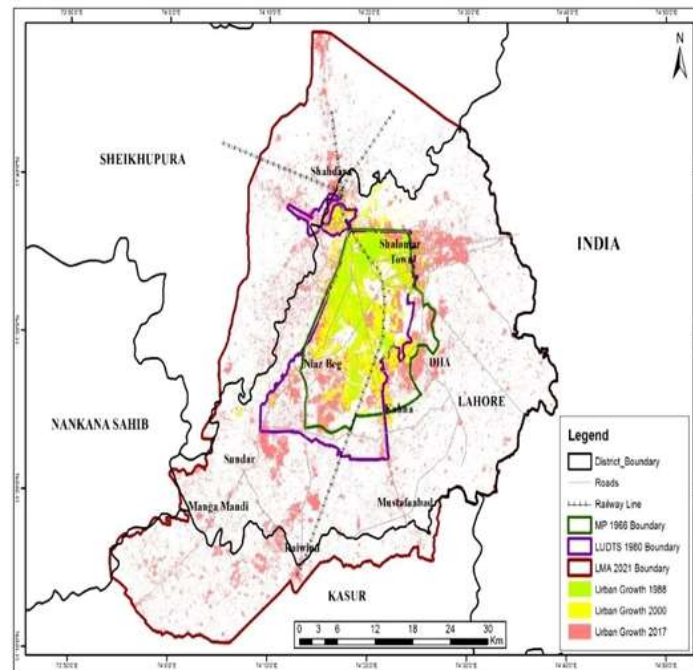 N
SHEIKHUPURA
Shahdara
INDIA
Shalamar
Town
Niaz Beg
DHA
Kahna
LAHORE
NANKANA SAHIB
Sundar
Manga Mandi
Mustafaabad
Raiwind
KASUR
Legend
District_Boundary
Roads
Railway Line
MP 1966 Boundary
LUDTS 1980 Boundary
LMA 2021 Boundary
Urban Growth 1988
Urban Growth 2000
Urban Growth 2017
0 3 6 12 18 24 30
Km